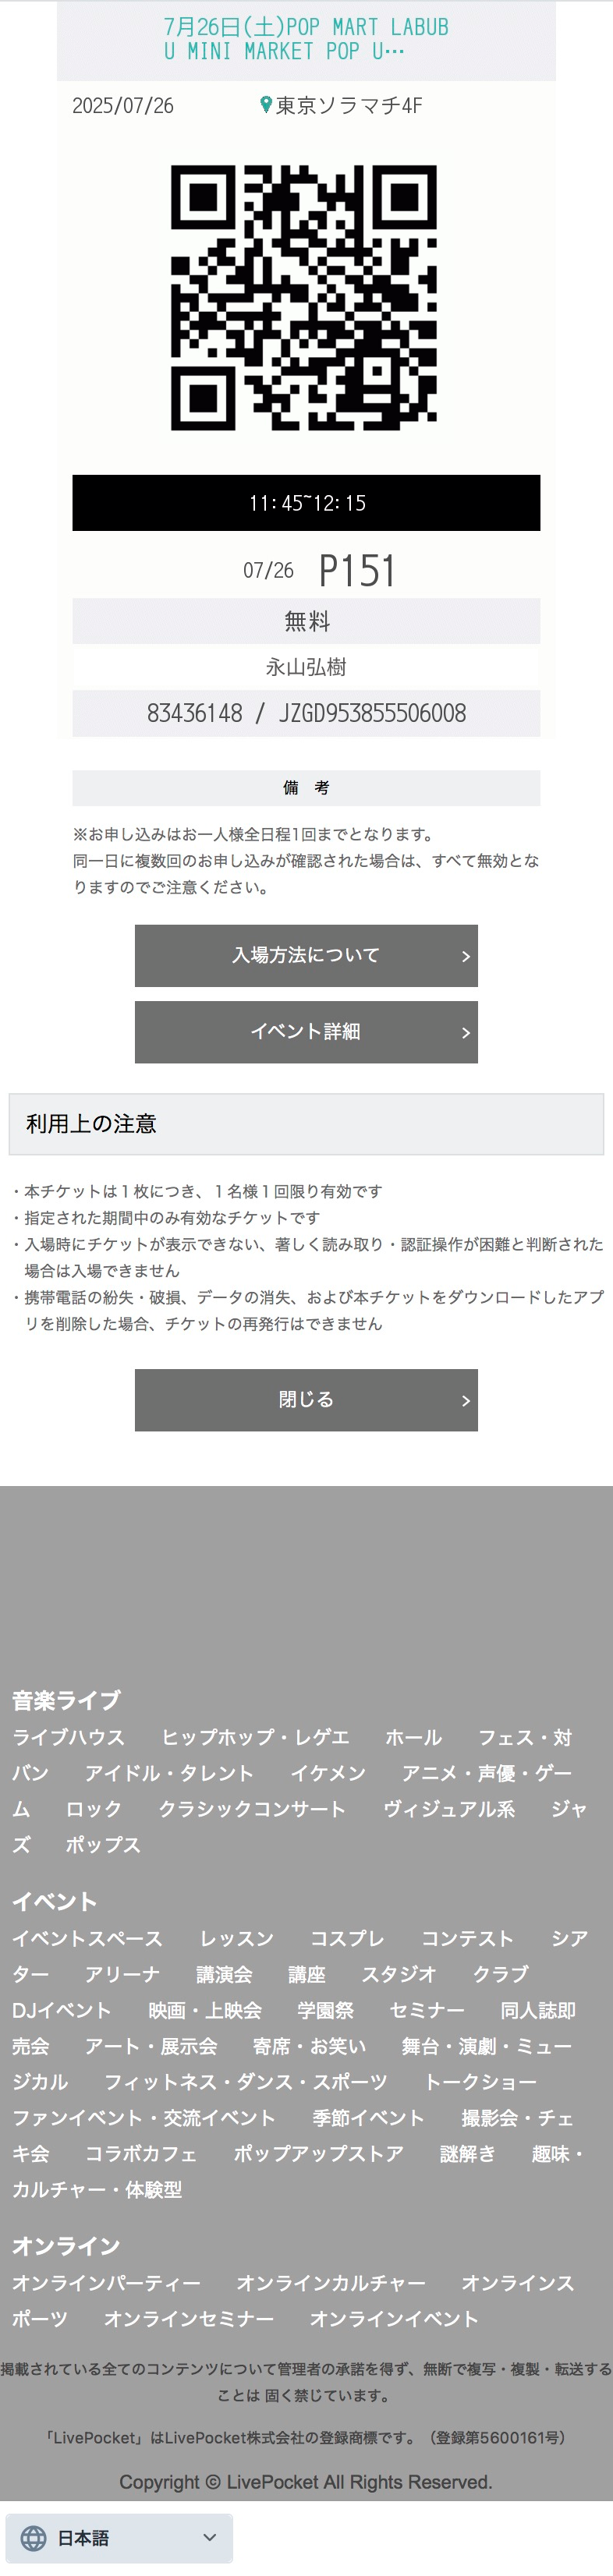 7月26日(土)POP MART LABUB
U MINI MARKET POP U…
2025/07/26 東京ソラマチ4F
11:45~12:15
07/26 P151
無料
永山弘樹
83436148 / JZGD953855506008
備 考
※お申し込みはお一人様全日程1回までとなります。
同一日に複数回のお申し込みが確認された場合は、すべて無効とな
りますのでご注意ください。
入場方法について
イベント詳細
利用上の注意
・本チケットは１枚につき、１名様１回限り有効です
・指定された期間中のみ有効なチケットです
・入場時にチケットが表示できない、著しく読み取り・認証操作が困難と判断された
場合は入場できません
・携帯電話の紛失・破損、データの消失、および本チケットをダウンロードしたアプ
リを削除した場合、チケットの再発行はできません
閉じる
音楽ライブ
ライブハウス ヒップホップ・レゲエ ホール フェス・対
バン アイドル・タレント イケメン アニメ・声優・ゲー
ム ロック クラシックコンサート ヴィジュアル系 ジャ
ズ ポップス
イベント
イベントスペース レッスン コスプレ コンテスト シア
ター アリーナ 講演会 講座 スタジオ クラブ
DJイベント 映画・上映会 学園祭 セミナー 同人誌即
売会 アート・展示会 寄席・お笑い 舞台・演劇・ミュー
ジカル フィットネス・ダンス・スポーツ トークショー
ファンイベント・交流イベント 季節イベント 撮影会・チェ
キ会 コラボカフェ ポップアップストア 謎解き 趣味・
カルチャー・体験型
オンライン
オンラインパーティー オンラインカルチャー オンラインス
ポーツ オンラインセミナー オンラインイベント
掲載されている全てのコンテンツについて管理者の承諾を得ず、無断で複写・複製・転送する
ことは 固く禁じています。
「LivePocket」はLivePocket株式会社の登録商標です。（登録第5600161号）
Copyright © LivePocket All Rights Reserved.
日本語